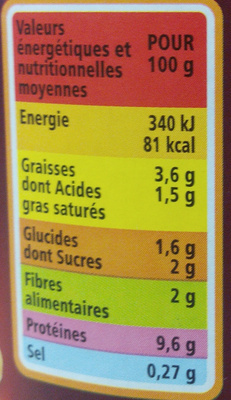 Valeurs
énergétiques et POUR
nutritionnelles 100 g
moyennes
Energie 340 kJ
81 kcal
Graisses 3,6 g
dont Acides 1,5 g
gras saturés
Glucides 1,6 g
dont Sucres 2 g
Fibres 2 g
alimentaires
Protéines 9,6 g
Sel 0,27 g